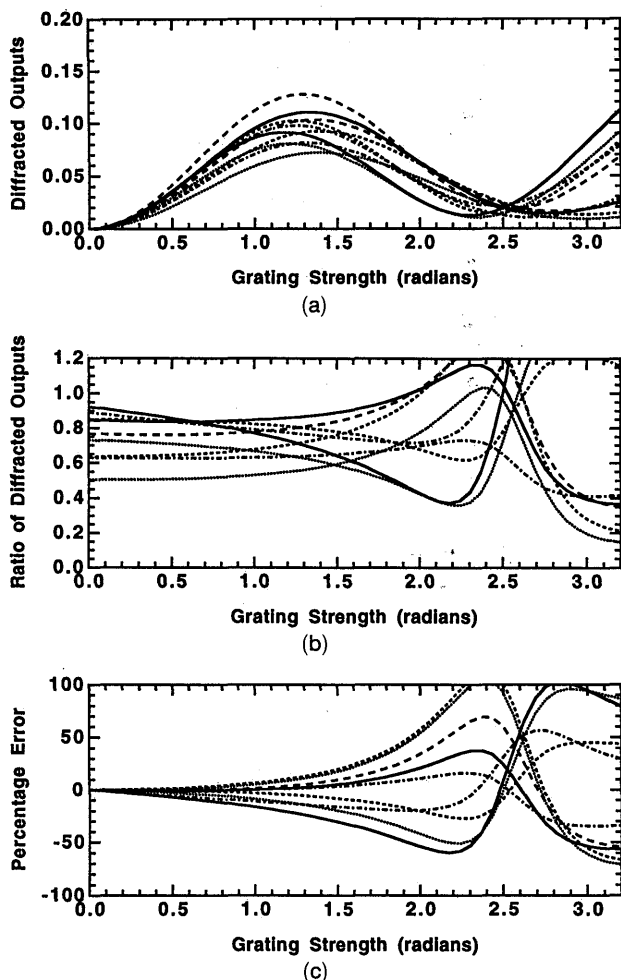 0.20
0.15
0.10
0.05
0.00
Diffracted Outputs
0.0 0.5 1.0 1.5 2.0 2.5 3.0
Grating Strength (radians)
(a)
1.2
1.0
0.8
0.6
0.4
0.2
0.0
Ratio of Diffracted Outputs
0.0 0.5 1.0 1.5 2.0 2.5 3.0
Grating Strength (radians)
(b)
100
50
0
-50
-100
Percentage Error
0.0 0.5 1.0 1.5 2.0 2.5 3.0
Grating Strength (radians)
(c)